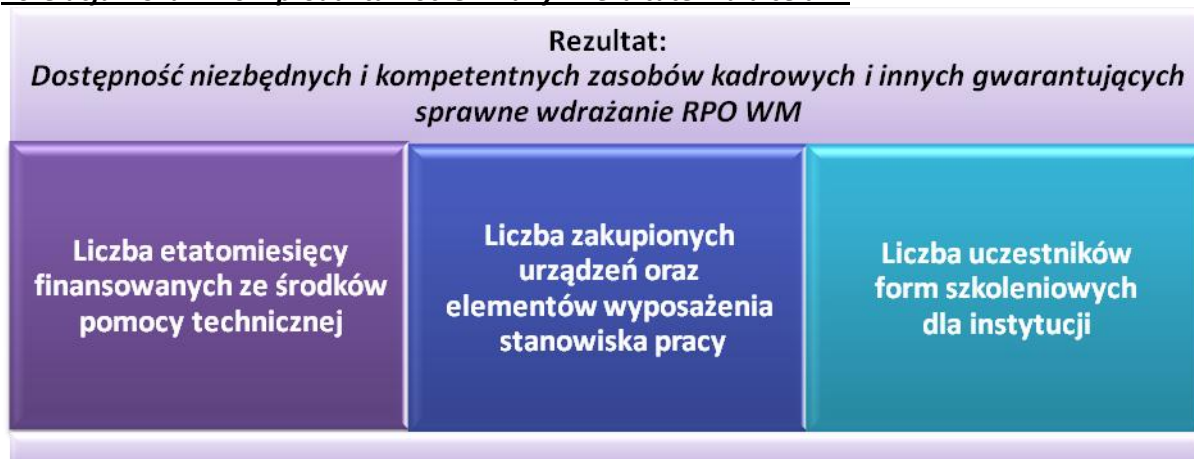 Rezultat:
Dostępność niezbędnych i kompetentnych zasobów kadrowych i innych gwarantujących
sprawne wdrażanie RPO WM
Liczba etatomiesięcy
finansowanych ze środków
pomocy technicznej
Liczba zakupionych
urządzeń oraz
elementów wyposażenia
stanowiska pracy
Liczba uczestników
form szkoleniowych
dla instytucji